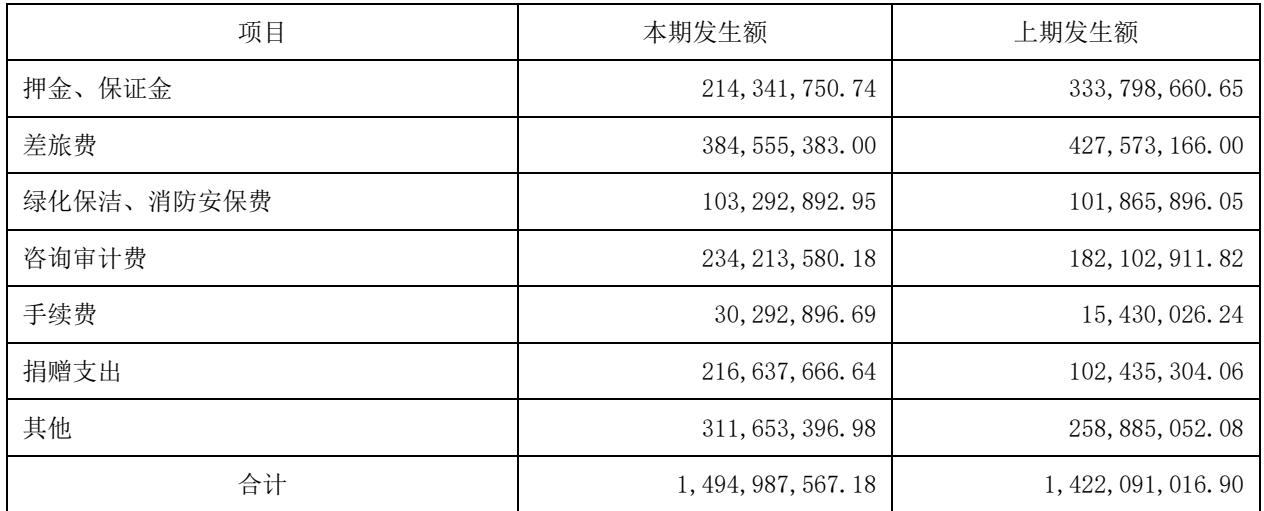 项目 本期发生额 上期发生额
押金、保证金 214,341,750.74 333,798,660.65
差旅费 384,555,383.00 427,573,166.00
绿化保洁、消防安保费 103,292,892.95 101,865,896.05
咨询审计费 234,213,580.18 182,102,911.82
手续费 30,292,896.69 15,430,026.24
捐赠支出 216,637,666.64 102,435,304.06
其他 311,653,396.98 258,885,052.08
合计 1,494,987,567.18 1,422,091,016.90